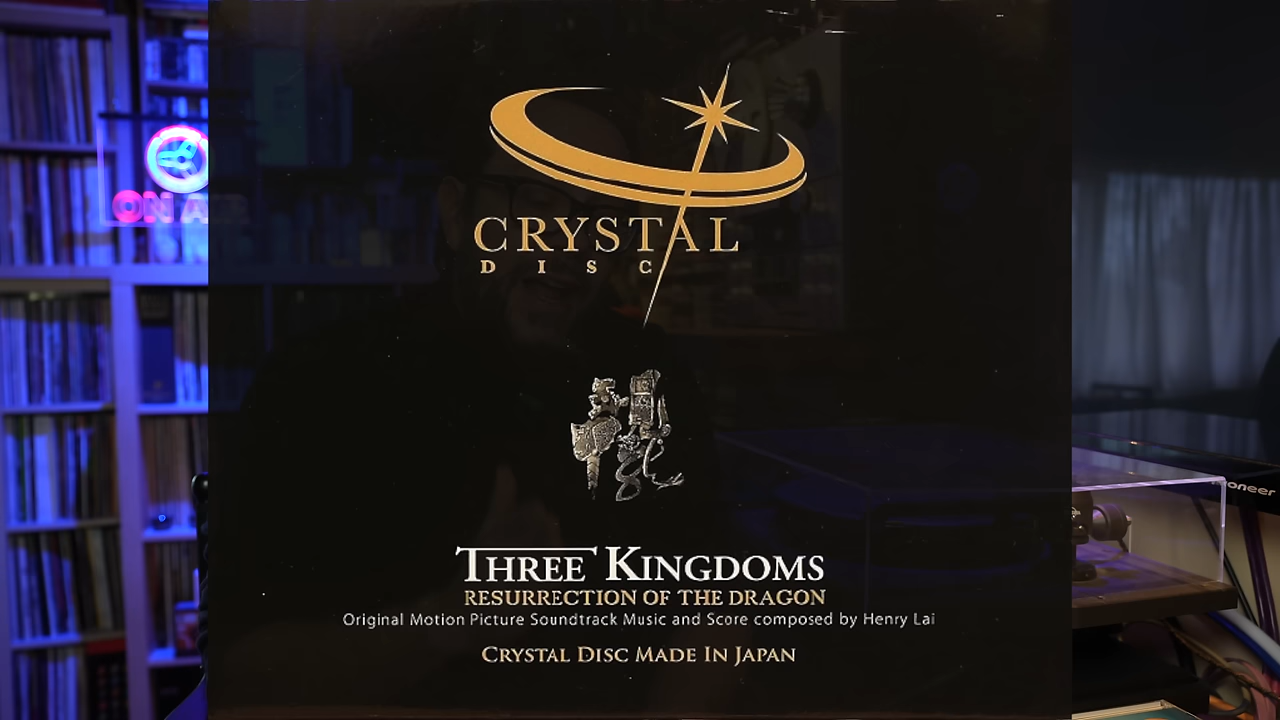 ON A
CRYSTAL
DISC
龍
THREE KINGDOMS
RESURRECTION OF THE DRAGON
Original Motion Picture Soundtrack Music and Score composed by Henry Lai
CRYSTAL DISC MADE IN JAPAN
oneer